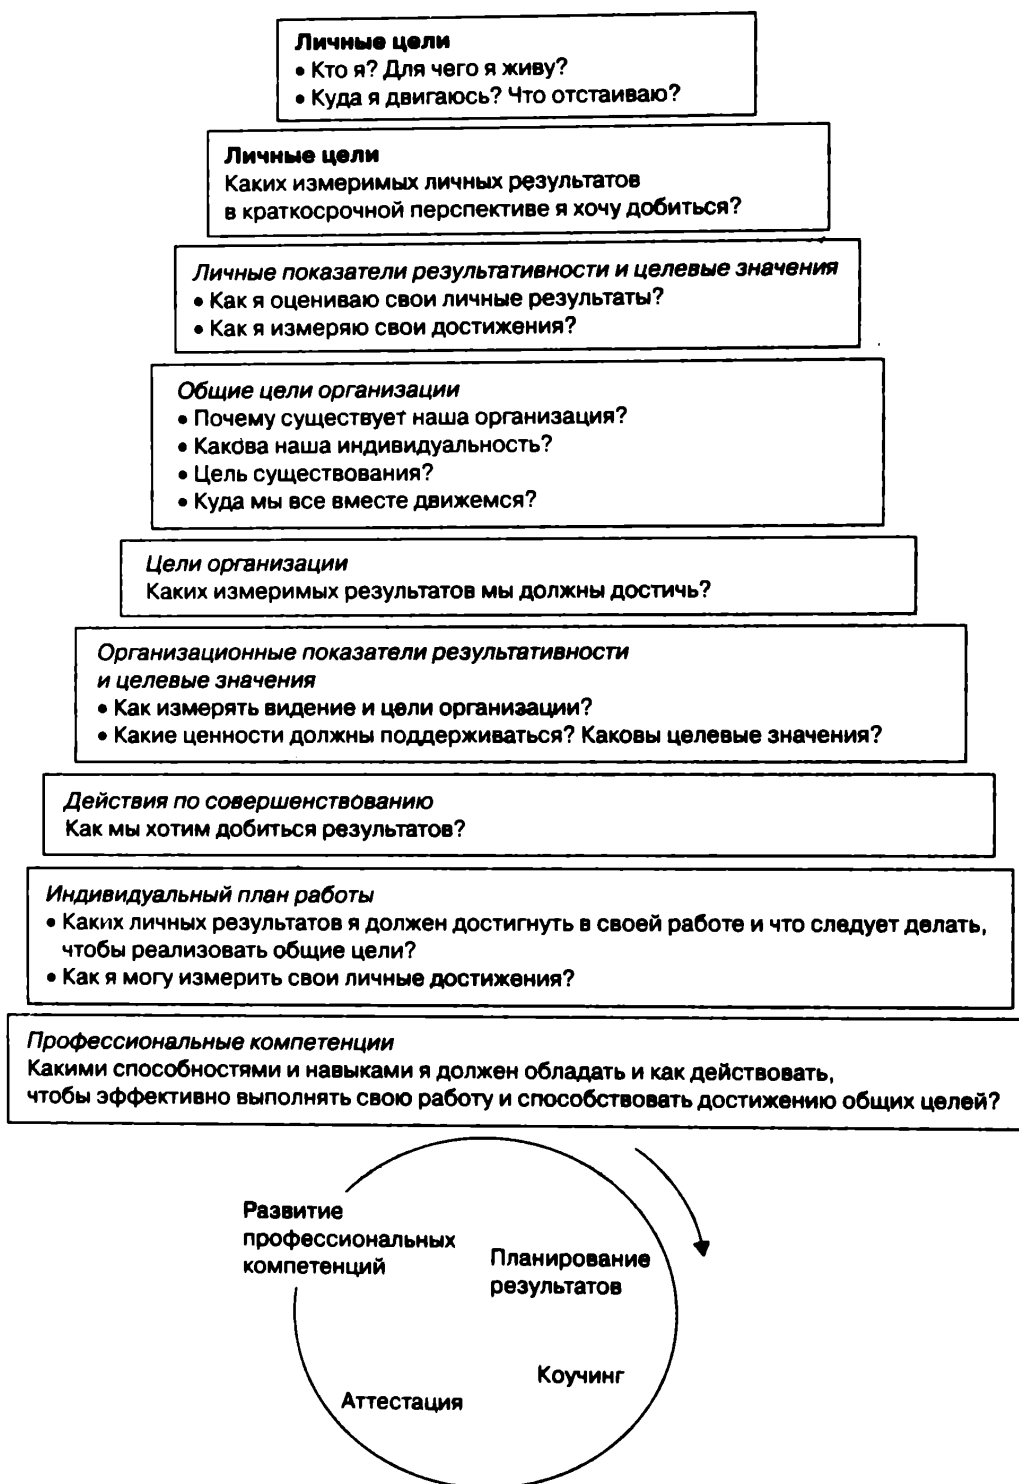 Личные цели
• Кто я? Для чего я живу?
• Куда я двигаюсь? Что отстаиваю?
Личные цели
Каких измеримых личных результатов
в краткосрочной перспективе я хочу добиться?
Личные показатели результативности и целевые значения
• Как я оцениваю свои личные результаты?
• Как я измеряю свои достижения?
Общие цели организации
• Почему существует наша организация?
• Какова наша индивидуальность?
• Цель существования?
• Куда мы все вместе движемся?
Цели организации
Каких измеримых результатов мы должны достичь?
Организационные показатели результативности
и целевые значения
• Как измерять видение и цели организации?
• Какие ценности должны поддерживаться? Каковы целевые значения?
Действия по совершенствованию
Как мы хотим добиться результатов?
Индивидуальный план работы
• Каких личных результатов я должен достигнуть в своей работе и что следует делать,
чтобы реализовать общие цели?
• Как я могу измерить свои личные достижения?
Профессиональные компетенции
Какими способностями и навыками я должен обладать и как действовать,
чтобы эффективно выполнять свою работу и способствовать достижению общих целей?
Развитие
профессиональных
компетенций
Планирование
результатов
Коучинг
Аттестация